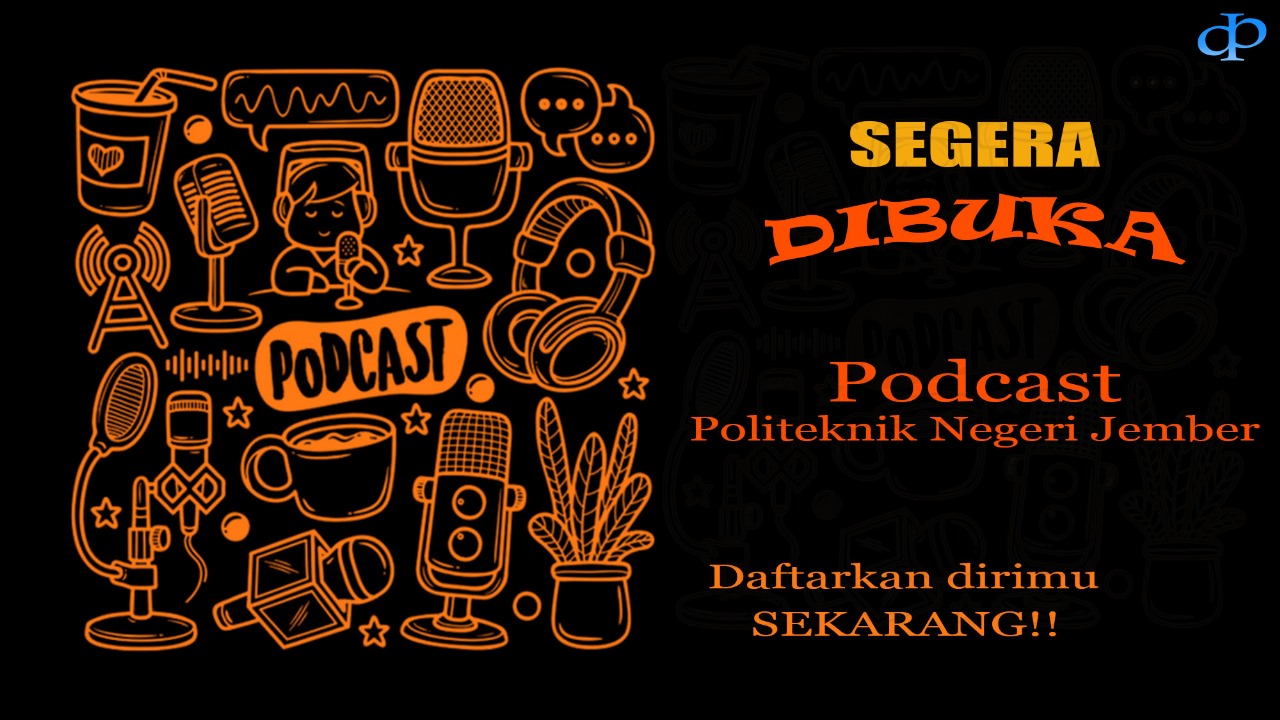 PODCAST
SEGERA
DIBUKA
Podcast
Politeknik Negeri Jember
Daftarkan dirimu
SEKARANG!!